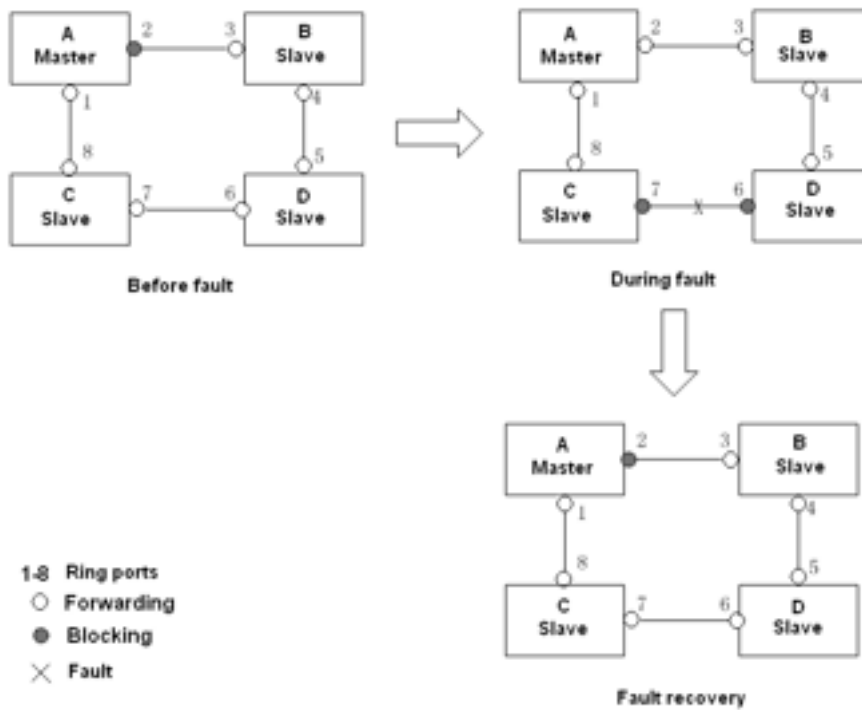 A
Master
2
3
B
Slave
1
4
8
5
C
Slave
7
6
D
Slave
Before fault
A
Master
2
3
B
Slave
1
4
8
5
C
Slave
7
6
D
Slave
During fault
A
Master
2
3
B
Slave
1
4
8
5
C
Slave
7
6
D
Slave
Fault recovery
1-8 Ring ports
Forwarding
Blocking
Fault